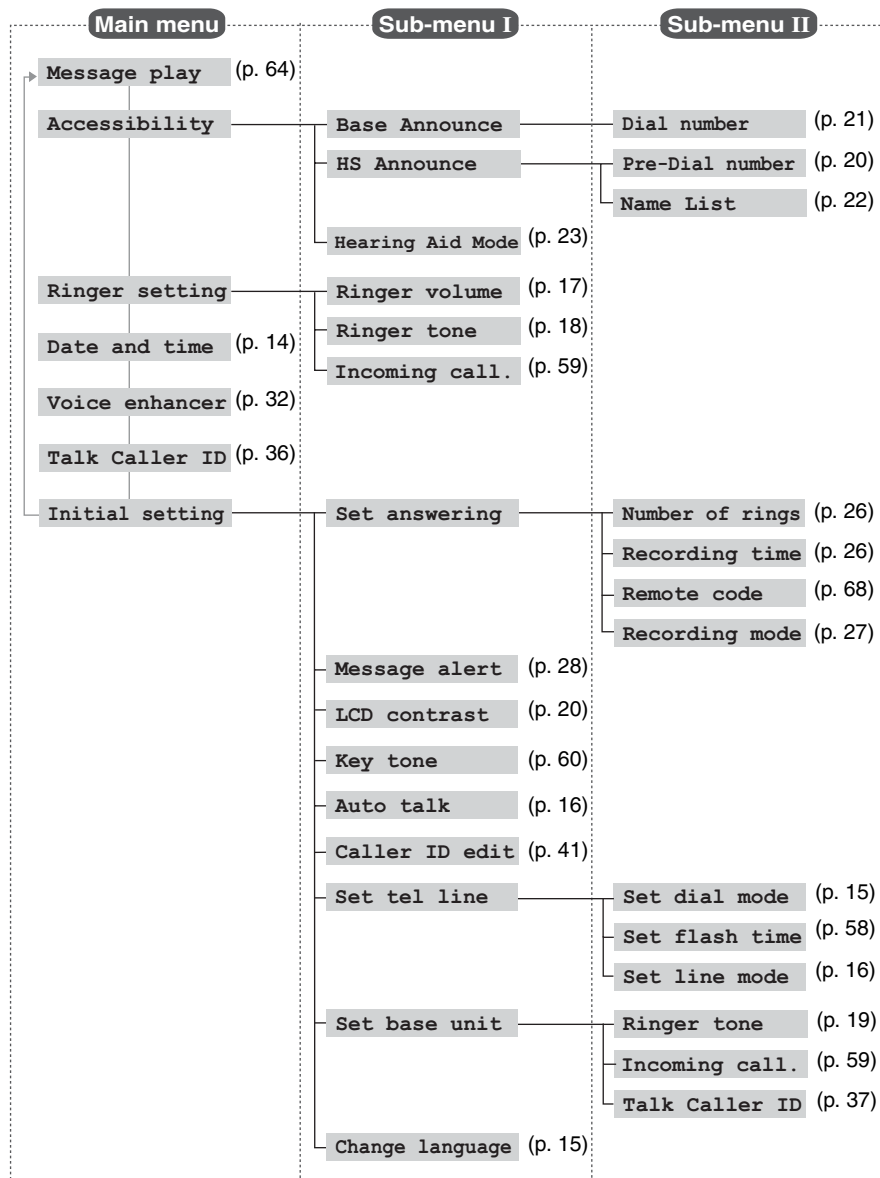 Main menu Sub-menu I Sub-menu II
Message play (p. 64)
Accessibility Base Announce Dial number (p. 21)
HS Announce Pre-Dial number (p. 20)
Name List (p. 22)
Hearing Aid Mode (p. 23)
Ringer setting Ringer volume (p. 17)
Ringer tone (p. 18)
Date and time (p. 14)
Incoming call. (p. 59)
Voice enhancer (p. 32)
Talk Caller ID (p. 36)
Initial setting Set answering Number of rings (p. 26)
Recording time (p. 26)
Remote code (p. 68)
Recording mode (p. 27)
Message alert (p. 28)
LCD contrast (p. 20)
Key tone (p. 60)
Auto talk (p. 16)
Caller ID edit (p. 41)
Set tel line Set dial mode (p. 15)
Set flash time (p. 58)
Set line mode (p. 16)
Set base unit Ringer tone (p. 19)
Incoming call. (p. 59)
Talk Caller ID (p. 37)
Change language (p. 15)